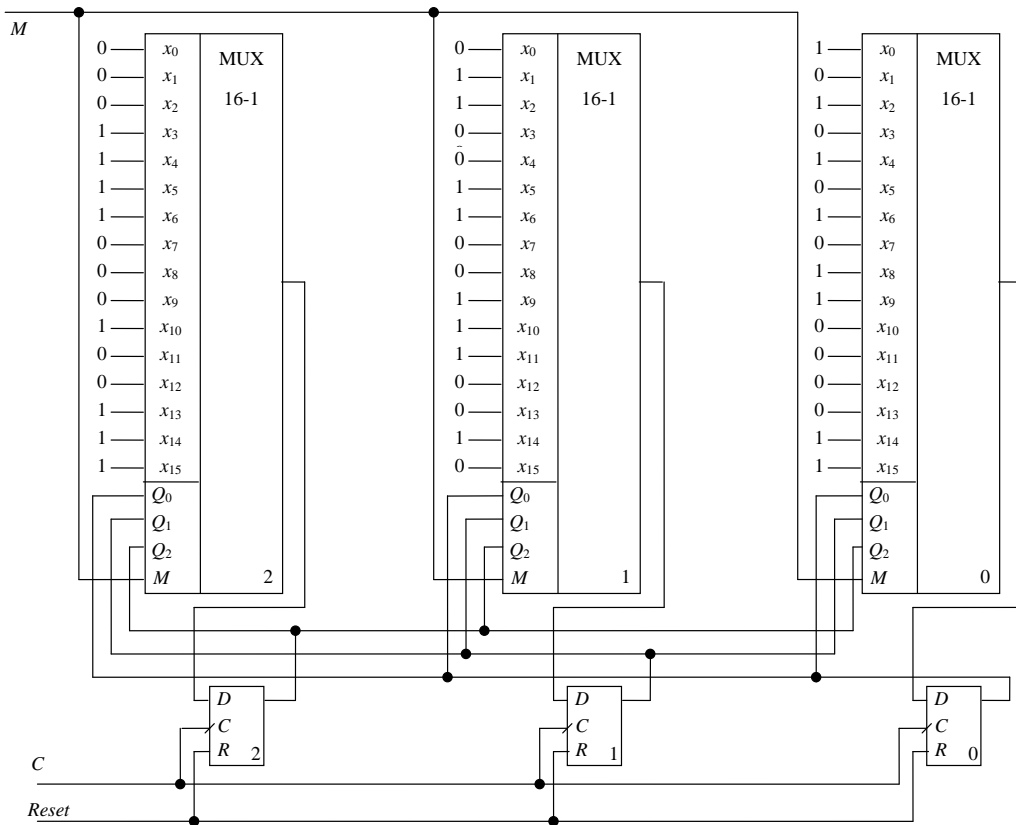 M
0 x0 MUX 0 x0 MUX 1 x0 MUX
0 x1 1 x1 0 x1
0 x2 16-1 1 x2 16-1 1 x2 16-1
1 x3 0 x3 0 x3
1 x4 0 x4 1 x4
1 x5 1 x5 0 x5
1 x6 1 x6 1 x6
0 x7 0 x7 0 x7
0 x8 0 x8 1 x8
0 x9 1 x9 1 x9
1 x10 1 x10 0 x10
0 x11 1 x11 0 x11
0 x12 0 x12 0 x12
1 x13 0 x13 0 x13
1 x14 1 x14 1 x14
1 x15 0 x15 1 x15
Q0 Q0 Q0
Q1 Q1 Q1
Q2 Q2 Q2
M 2 M 1 M 0
D D D
C C C
R 2 R 1 R 0
C
Reset